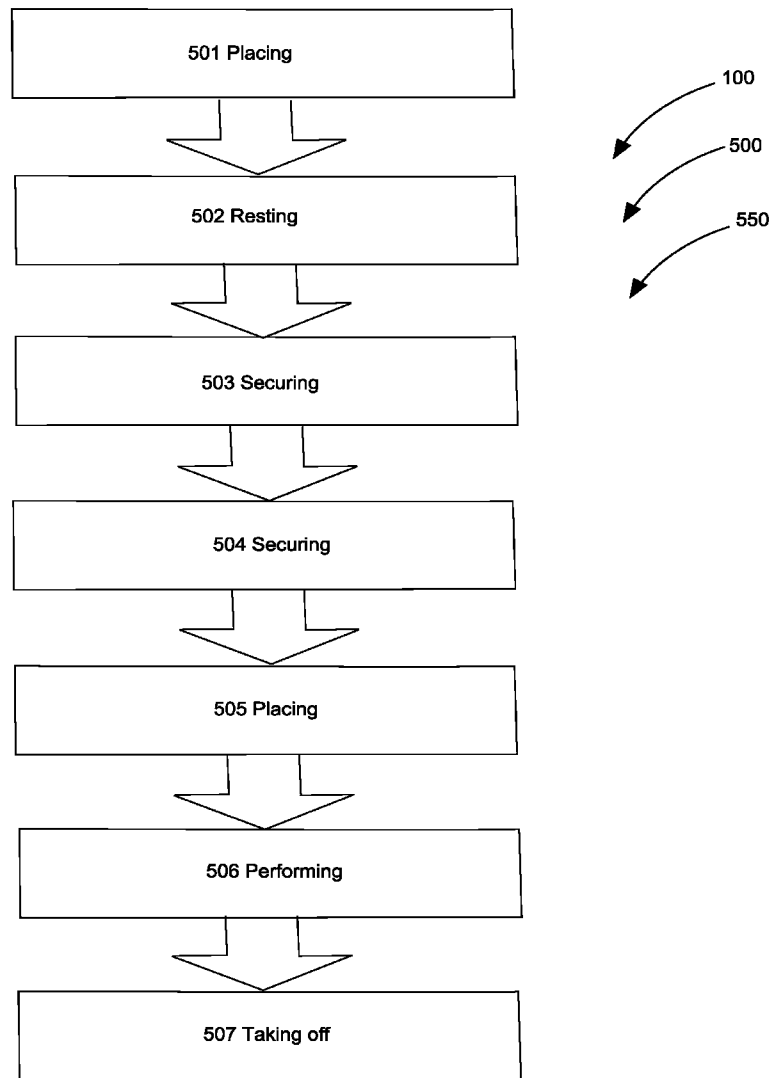 501 Placing
100
500
502 Resting
550
503 Securing
504 Securing
505 Placing
506 Performing
507 Taking off